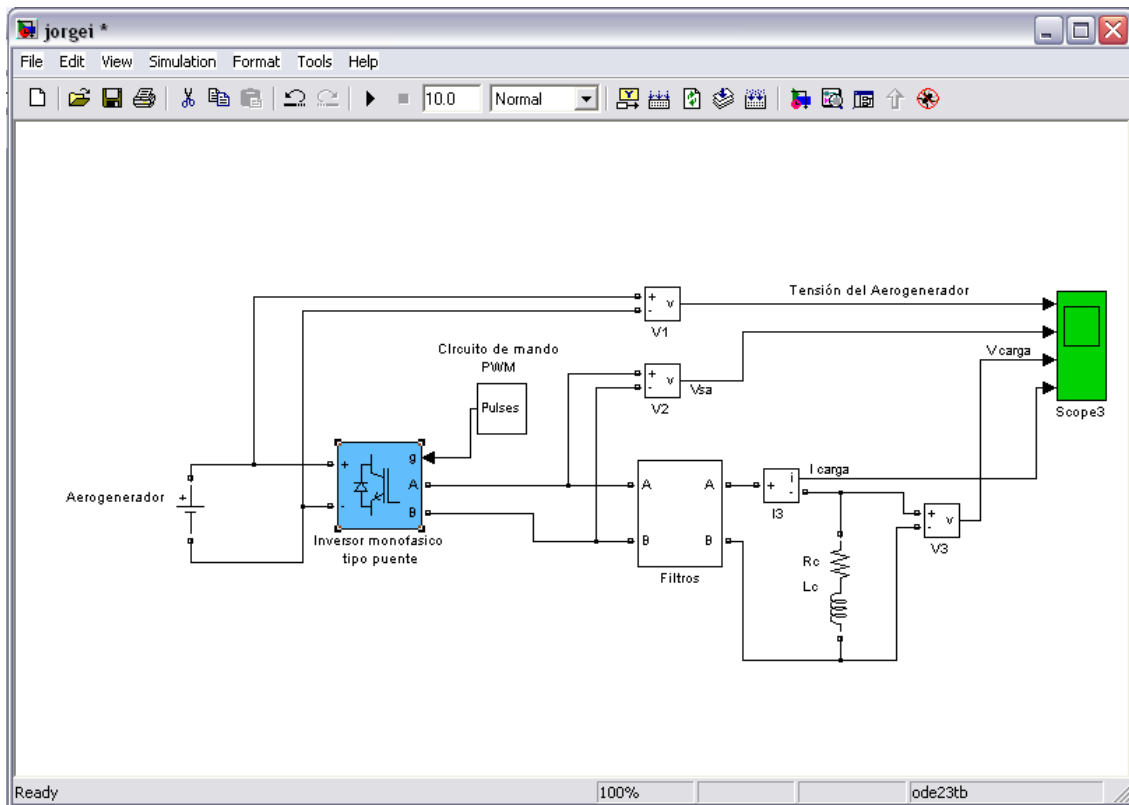 jorgei *
File Edit View Simulation Format Tools Help
10.0 Normal
Tensión del Aerogenerador
+ - v
V1
CIrcuito de mando
PWM
Pulses
+ - v
V2
Vsa
V carga
Scope3
Aerogenerador
+
+ - g A B
Inversor monofasico
tipo puente
A B A B
Filtros
I carga
+ i -
I3
+ - v
V3
Rc
Lc
Ready 100% ode23tb